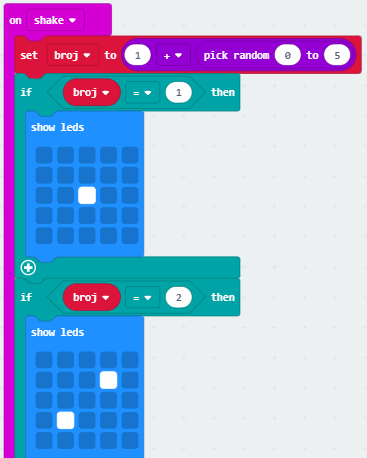 on shake
set broj to 1 + pick random 0 to 5
if broj = 1 then
show leds
if broj = 2 then
show leds